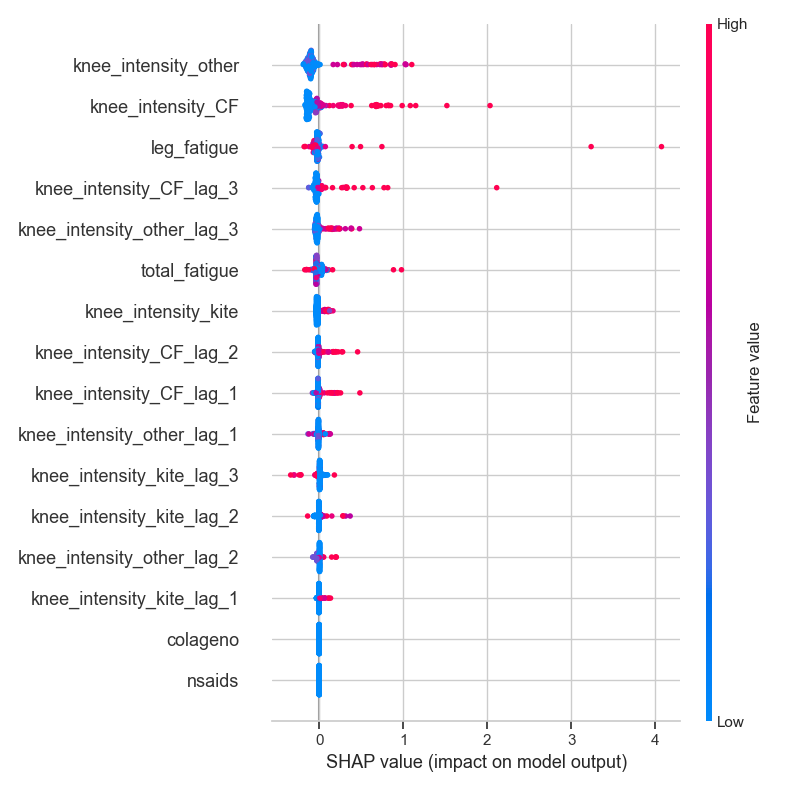 High
knee_intensity_other
knee_intensity_CF
leg_fatigue
knee_intensity_CF_lag_3
knee_intensity_other_lag_3
total_fatigue
knee_intensity_kite
knee_intensity_CF_lag_2
knee_intensity_CF_lag_1
knee_intensity_other_lag_1
knee_intensity_kite_lag_3
knee_intensity_kite_lag_2
knee_intensity_other_lag_2
knee_intensity_kite_lag_1
colageno
nsaids
Feature value
Low
0 1 2 3 4
SHAP value (impact on model output)